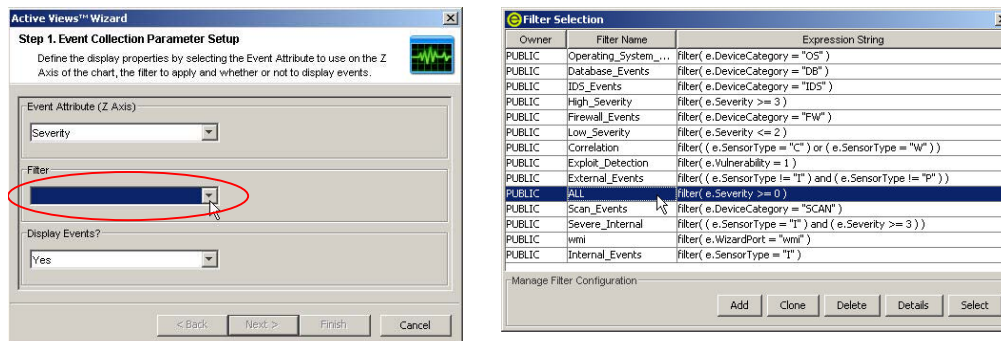 Active Views™ Wizard
Step 1. Event Collection Parameter Setup
Define the display properties by selecting the Event Attribute to use on the Z
Axis of the chart, the filter to apply and whether or not to display events.
Event Attribute (Z Axis)
Severity
Filter
Display Events?
Yes
< Back Next > Finish Cancel
Filter Selection
Owner Filter Name Expression String
PUBLIC Operating_System_... filter( e.DeviceCategory = "OS" )
PUBLIC Database_Events filter( e.DeviceCategory = "DB" )
PUBLIC IDS_Events filter( e.DeviceCategory = "IDS" )
PUBLIC High_Severity filter( e.Severity >= 3 )
PUBLIC Firewall_Events filter( e.DeviceCategory = "FW" )
PUBLIC Low_Severity filter( e.Severity <= 2 )
PUBLIC Correlation filter( ( e.SensorType = "C" ) or ( e.SensorType = "W" ) )
PUBLIC Exploit_Detection filter( e.Vulnerability = 1 )
PUBLIC External_Events filter( ( e.SensorType != "I" ) and ( e.SensorType != "P" ) )
PUBLIC ALL filter( e.Severity >= 0 )
PUBLIC Scan_Events filter( e.DeviceCategory = "SCAN" )
PUBLIC Severe_Internal filter( ( e.SensorType = "I" ) and ( e.Severity >= 3 ) )
PUBLIC wmi filter( e.WizardPort = "wmi" )
PUBLIC Internal_Events filter( e.SensorType = "I" )
Manage Filter Configuration
Add Clone Delete Details Select